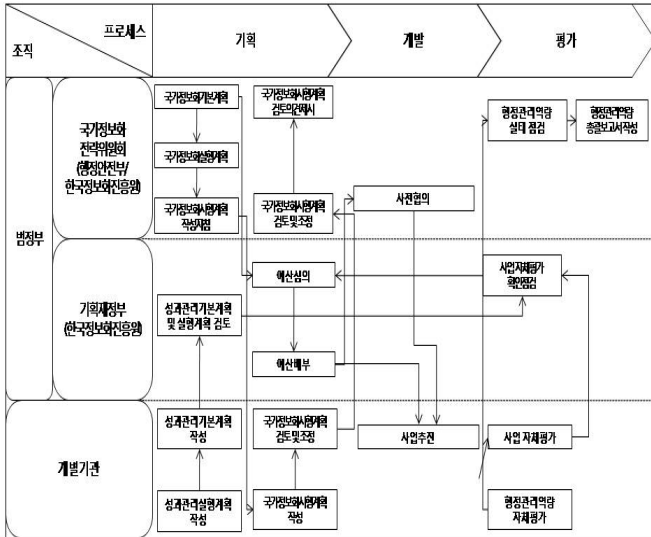 프로세스
조직
기획
개발
평가
범정부
국가정보화
전략위원회
(행정안전부/
한국정보화진흥원)
국가정보화기본계획
국가정보화실행계획
국가정보화시행계획
작성지침
국가정보화시행계획
검토의견제시
국가정보화시행계획
검토및조정
사전협의
행정관리역량
실태 점검
행정관리역량
총괄보고서작성
기획재정부
(한국정보화진흥원)
성과관리기본계획
및 실행계획 검토
예산심의
예산배부
사업자체평가
확인점검
개별기관
성과관리기본계획
작성
성과관리실행계획
작성
국가정보화시행계획
검토및조정
국가정보화시행계획
작성
사업추진
사업 자체평가
행정관리역량
자체평가